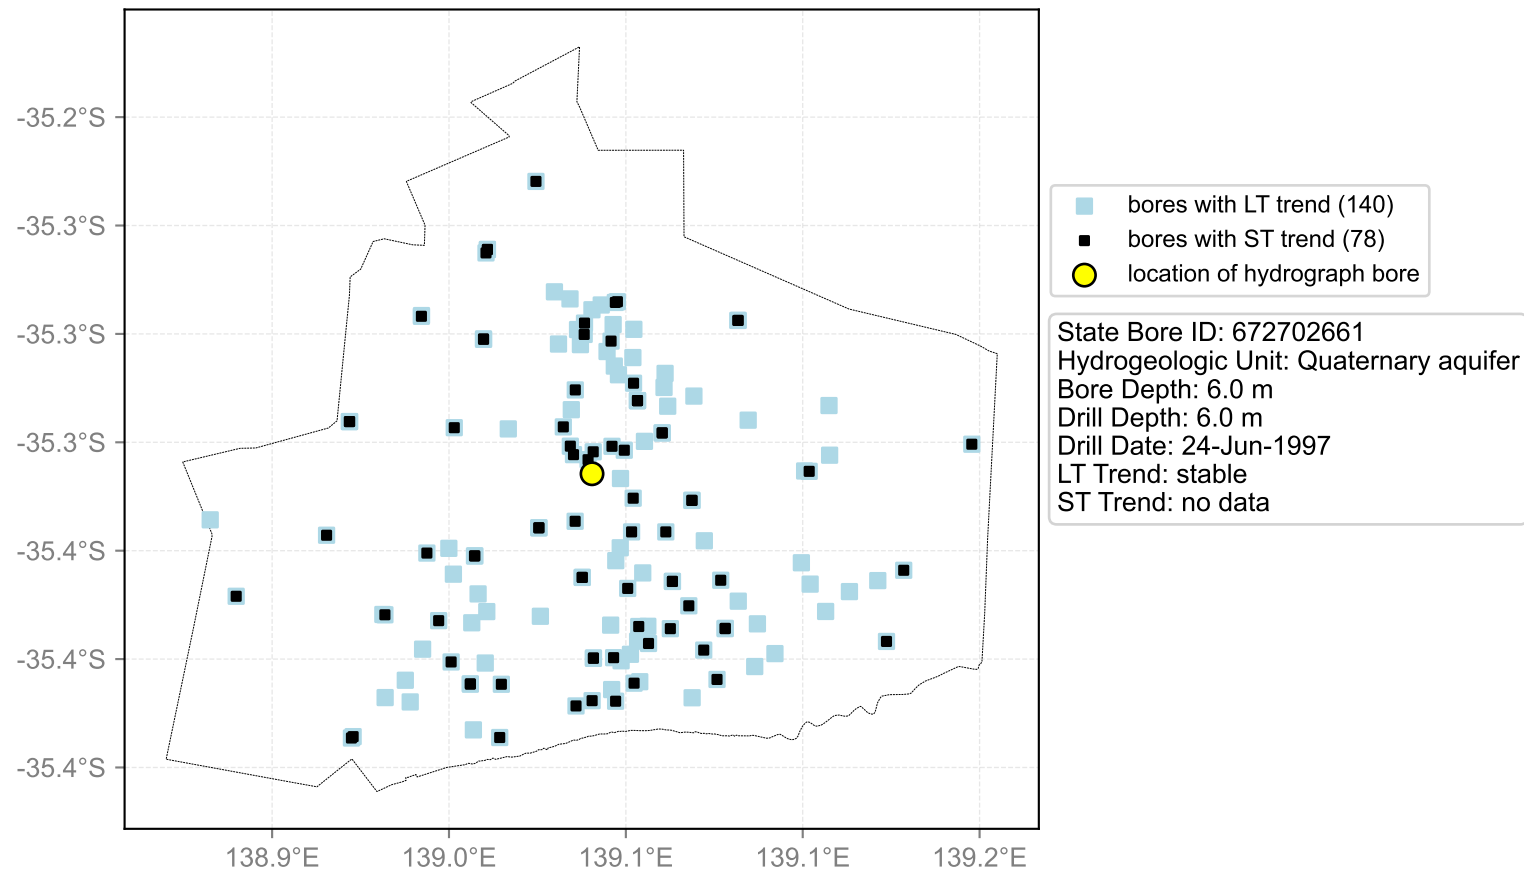 -35.2°S
-35.3°S
-35.3°S
-35.3°S
-35.4°S
-35.4°S
-35.4°S
138.9°E
139.0°E
139.1°E
139.1°E
139.2°E
bores with LT trend (140)
bores with ST trend (78)
location of hydrograph bore
State Bore ID: 672702661
Hydrogeologic Unit: Quaternary aquifer
Bore Depth: 6.0 m
Drill Depth: 6.0 m
Drill Date: 24-Jun-1997
LT Trend: stable
ST Trend: no data